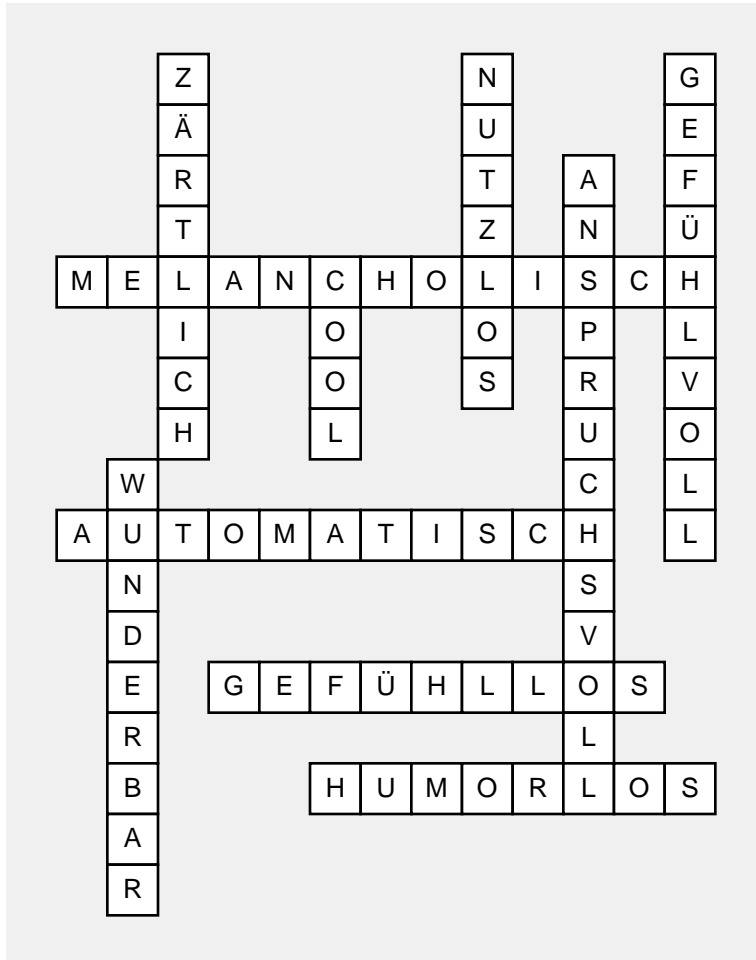 ZÄRTLICH
NUTZLOS
GEFÜHLVOLL
ANSPRUCHSVOLL
MELANCHOLISCH
COOL
WUNDERBAR
AUTOMATISCH
GEFÜHLLOS
HUMORLOS